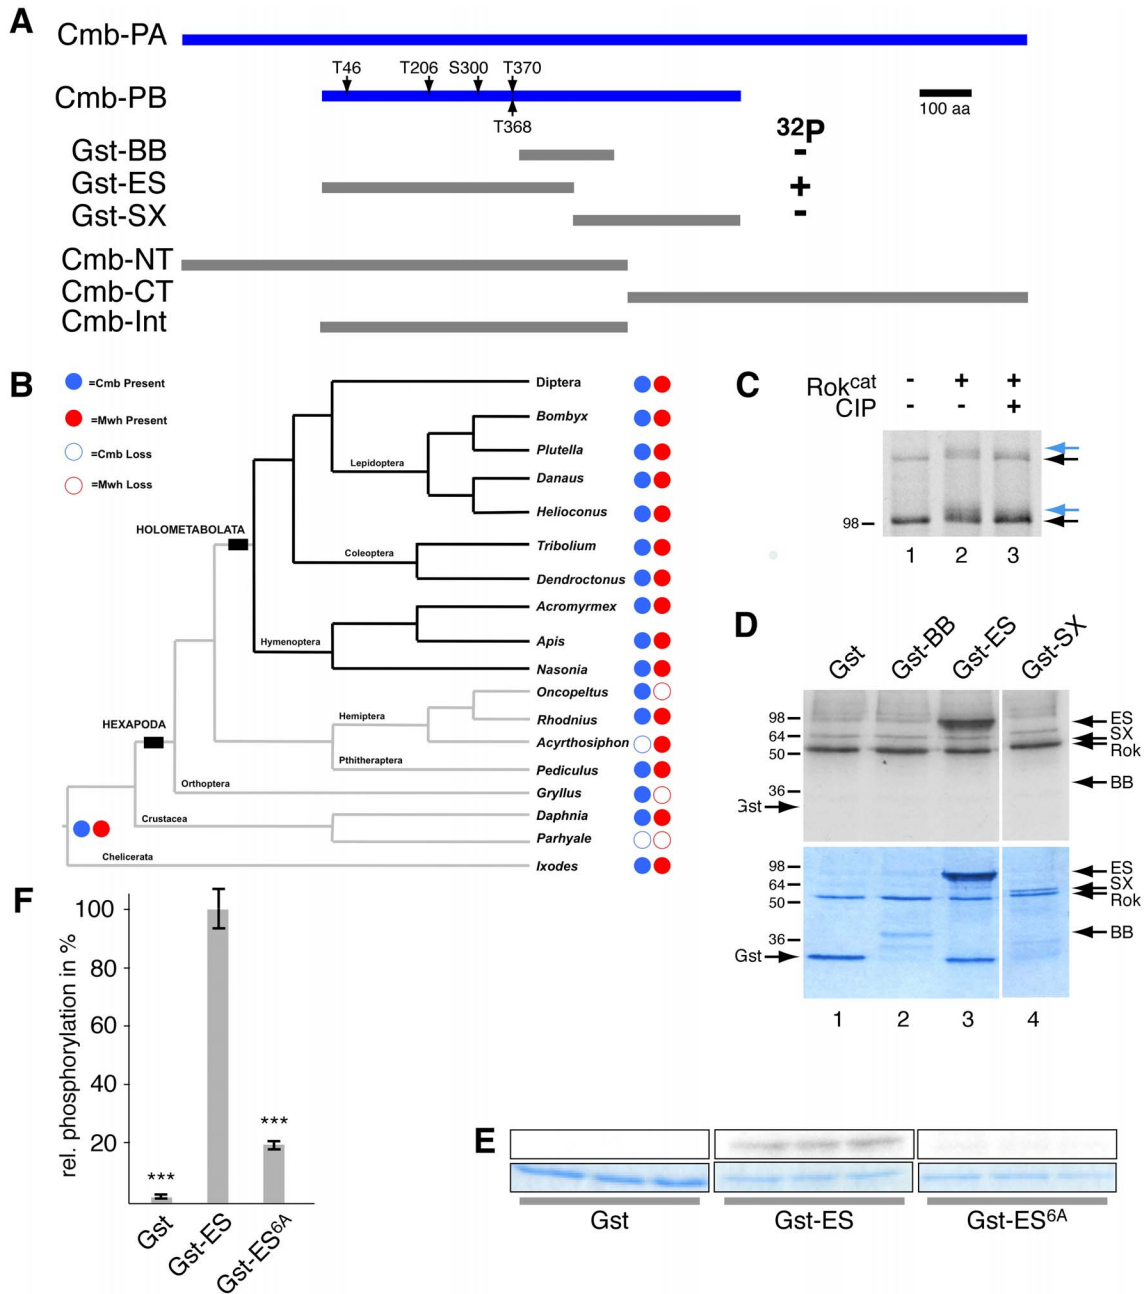 A
Cmb-PA
T46 T206 S300 T370
Cmb-PB
T368
100 aa
32P
Gst-BB -
Gst-ES +
Gst-SX -
Cmb-NT
Cmb-CT
Cmb-Int
B
=Cmb Present
=Mwh Present
=Cmb Loss
=Mwh Loss
HOLOMETABOLATA
HEXAPODA
Diptera
Bombyx
Plutella
Lepidoptera
Danaus
Helioconus
Tribolium
Coleoptera
Dendroctonus
Acromyrmex
Hymenoptera
Apis
Nasonia
Oncopeltus
Hemiptera
Rhodnius
Acyrthosiphon
Pthitheraptera
Pediculus
Orthoptera
Gryllus
Daphnia
Crustacea
Parhyale
Chelicerata
Ixodes
C
Rokcat - + +
CIP - - +
98
1 2 3
D
Gst Gst-BB Gst-ES Gst-SX
98
64
50
36
Gst
ES
SX
Rok
BB
98
64
50
36
Gst
ES
SX
Rok
BB
1 2 3 4
F
rel. phosphorylation in %
100
80
60
40
20
***
***
Gst
Gst-ES
Gst-ES6A
E
Gst Gst-ES Gst-ES6A